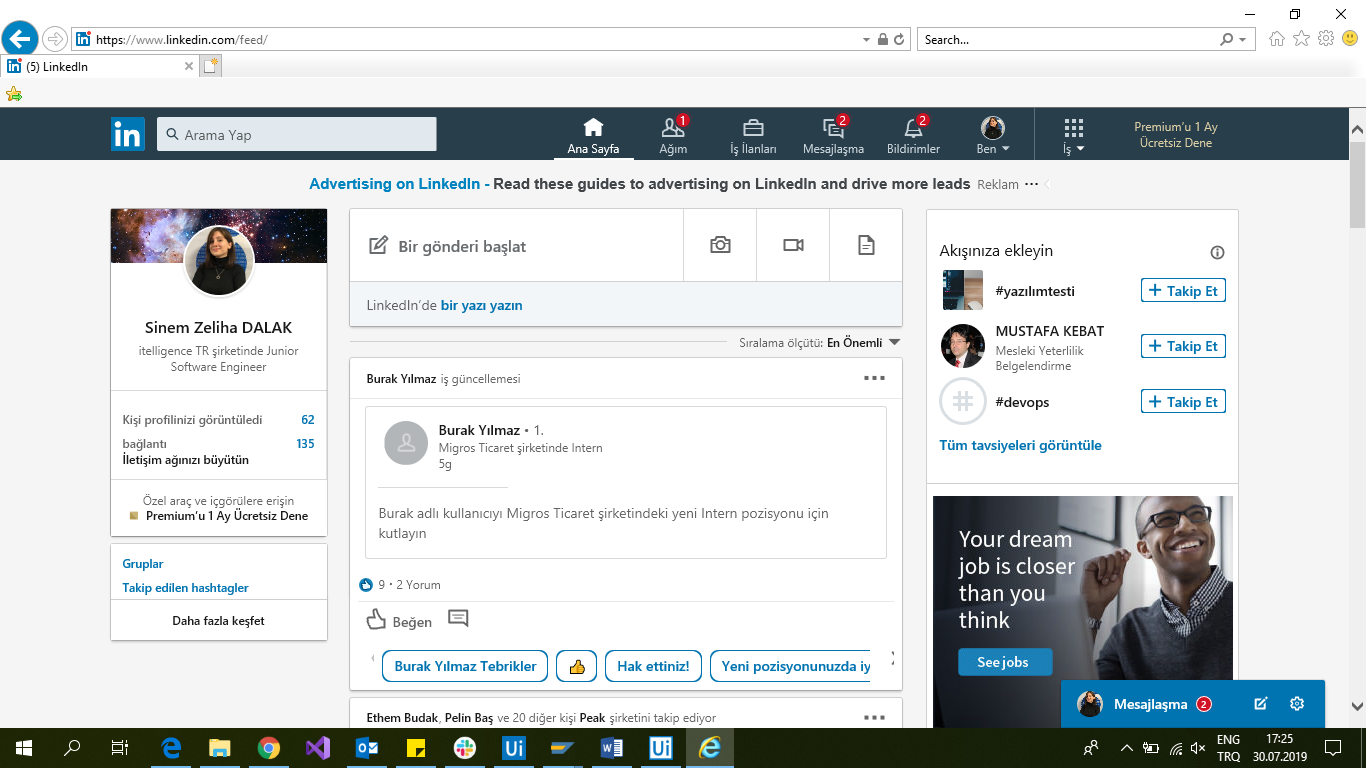 https://www.linkedin.com/feed/
Search...
(5) LinkedIn
in
Arama Yap
Ana Sayfa
1
Ağım
İş İlanları
2
Mesajlaşma
2
Bildirimler
Ben
İş
Premium'u 1 Ay
Ücretsiz Dene
Advertising on LinkedIn - Read these guides to advertising on LinkedIn and drive more leads Reklam ···
Sinem Zeliha DALAK
itelligence TR şirketinde Junior
Software Engineer
Kişi profilinizi görüntüledi 62
bağlantı 135
İletişim ağınızı büyütün
Özel araç ve içgörülere erişin
Premium'u 1 Ay Ücretsiz Dene
Gruplar
Takip edilen hashtagler
Daha fazla keşfet
Bir gönderi başlat
LinkedIn'de bir yazı yazın
Sıralama ölçütü: En Önemli
Burak Yılmaz iş güncellemesi
Burak Yılmaz • 1.
Migros Ticaret şirketinde Intern
5g
Burak adlı kullanıcıyı Migros Ticaret şirketindeki yeni Intern pozisyonu için
kutlayın
9 • 2 Yorum
Beğen
Burak Yılmaz Tebrikler
Hak ettiniz!
Yeni pozisyonunuzda iy
Ethem Budak, Pelin Baş ve 20 diğer kişi Peak şirketini takip ediyor
Akışınıza ekleyin
#yazılımtesti
+ Takip Et
MUSTAFA KEBAT
Mesleki Yeterlilik
Belgelendirme
+ Takip Et
#devops
+ Takip Et
Tüm tavsiyeleri görüntüle
Your dream
job is closer
than you
think
See jobs
Mesajlaşma 2
Ui
Ui
ENG
TRQ
17:25
30.07.2019